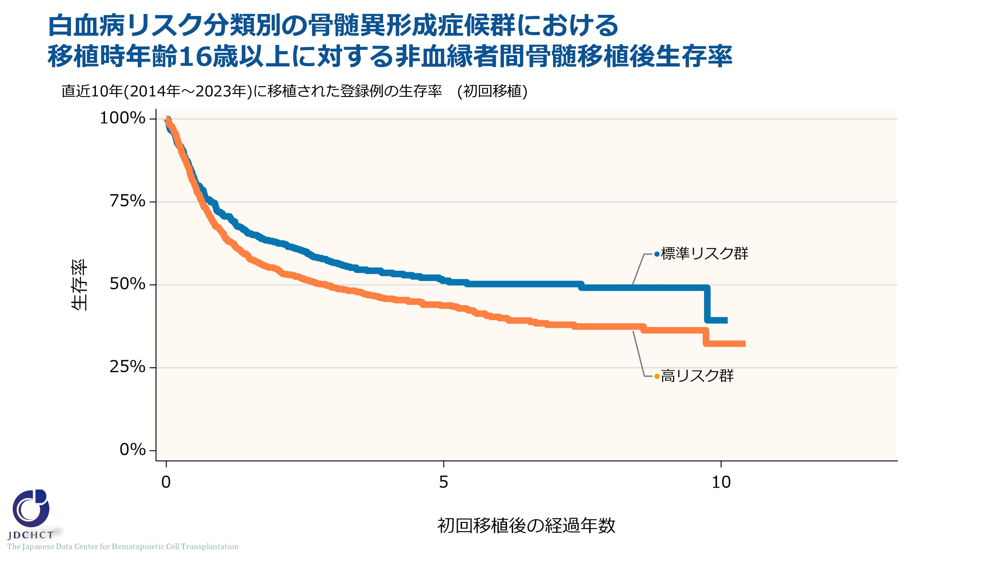 白血病リスク分類別の骨髄異形成症候群における
移植時年齢16歳以上に対する非血縁者間骨髄移植後生存率
直近10年(2014年～2023年)に移植された登録例の生存率　(初回移植)
100%
75%
50%
25%
0%
生存率
標準リスク群
高リスク群
0
5
10
初回移植後の経過年数
JDCHCT
The Japanese Data Center for Hematopoietic Cell Transplantation